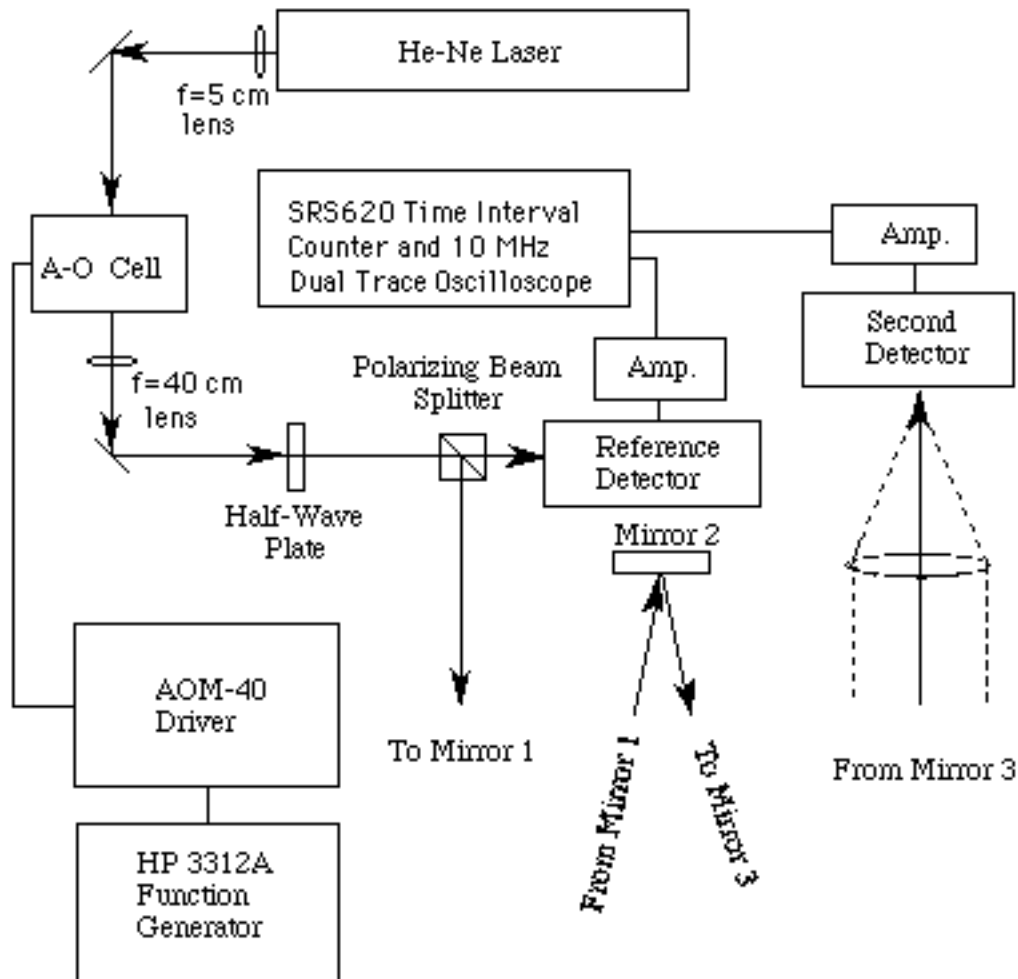 He-Ne Laser
f=5 cm
lens
SRS620 Time Interval
Counter and 10 MHz
Dual Trace Oscilloscope
Amp.
A-O Cell
Second
Detector
f=40 cm
lens
Polarizing Beam
Splitter
Amp.
Reference
Detector
Half-Wave
Plate
Mirror 2
AOM-40
Driver
To Mirror 1
From Mirror 1
To Mirror 3
From Mirror 3
HP 3312A
Function
Generator